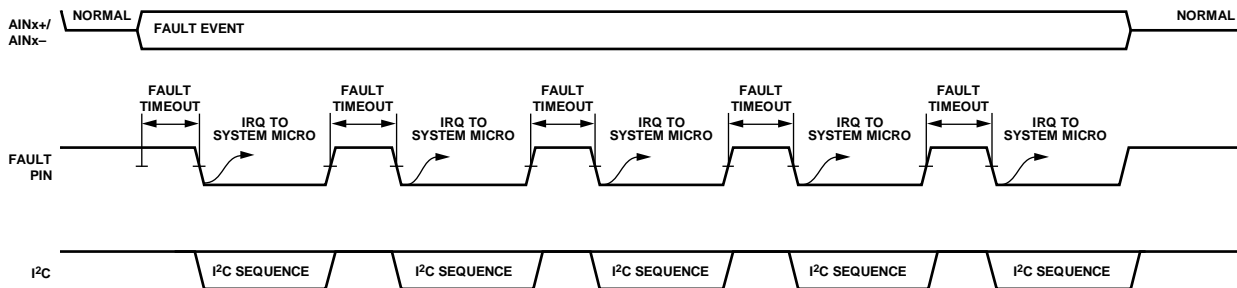 AINx+/
AINx–
NORMAL
FAULT EVENT
NORMAL
FAULT
TIMEOUT
FAULT
TIMEOUT
FAULT
TIMEOUT
FAULT
TIMEOUT
FAULT
TIMEOUT
IRQ TO
SYSTEM MICRO
IRQ TO
SYSTEM MICRO
IRQ TO
SYSTEM MICRO
IRQ TO
SYSTEM MICRO
IRQ TO
SYSTEM MICRO
FAULT
PIN
I²C
I²C SEQUENCE
I²C SEQUENCE
I²C SEQUENCE
I²C SEQUENCE
I²C SEQUENCE